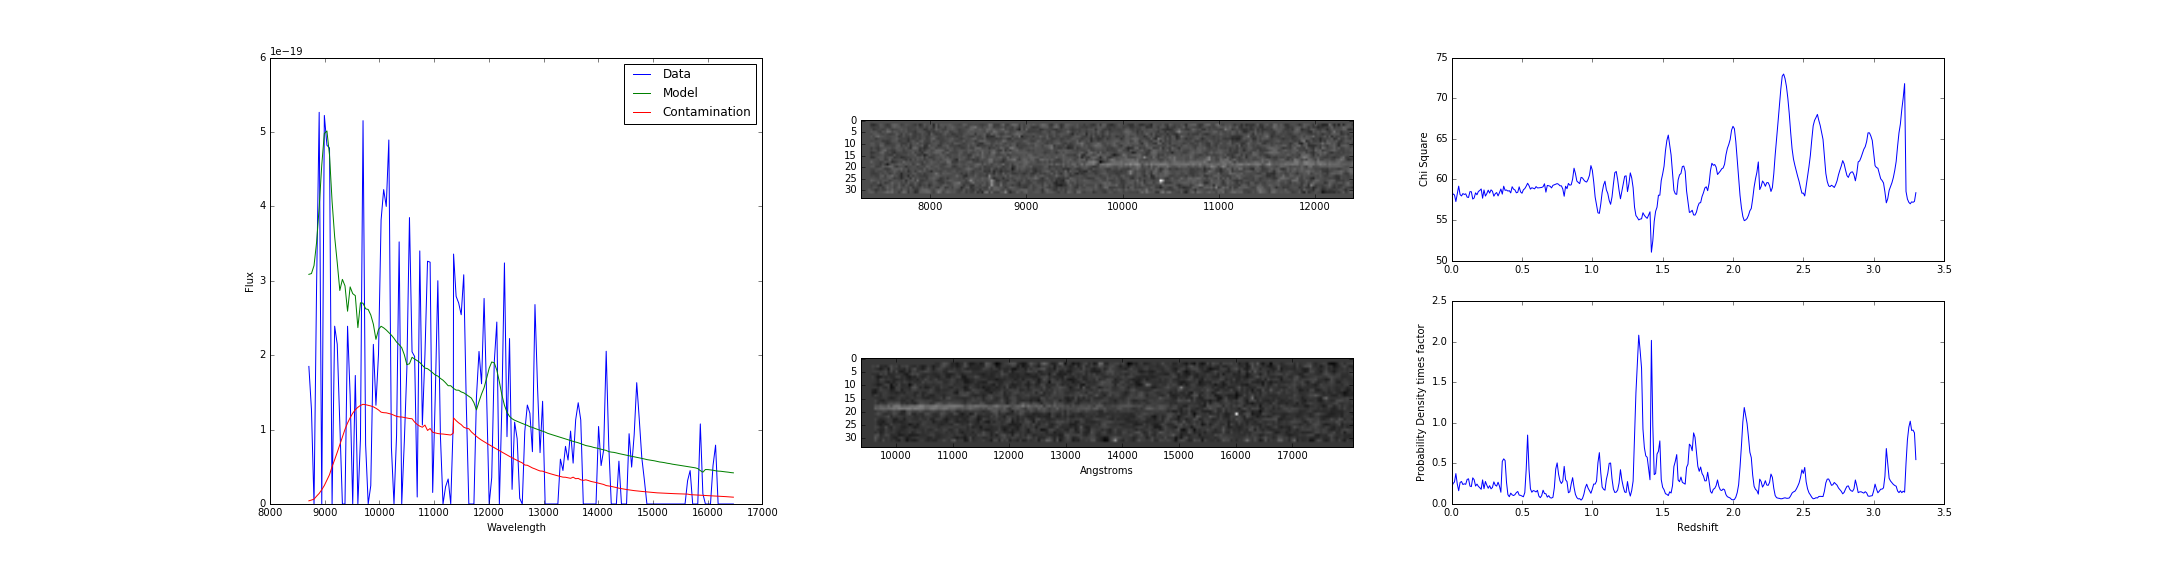 1e−19
6
5
4
3
2
1
0
Flux
8000 9000 10000 11000 12000 13000 14000 15000 16000 17000
Wavelength
Data
Model
Contamination
0
5
10
15
20
25
30
8000 9000 10000 11000 12000
0
5
10
15
20
25
30
10000 11000 12000 13000 14000 15000 16000 17000
Angstroms
75
70
65
60
55
50
Chi Square
0.0 0.5 1.0 1.5 2.0 2.5 3.0 3.5
2.5
2.0
1.5
1.0
0.5
0.0
Probability Density times factor
0.0 0.5 1.0 1.5 2.0 2.5 3.0 3.5
Redshift